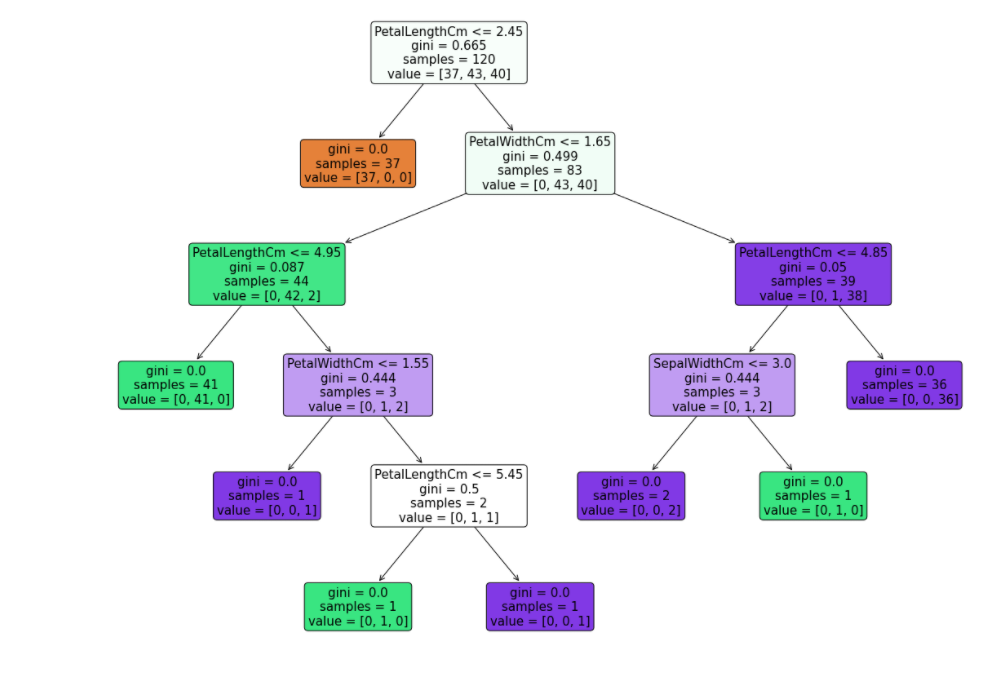 PetalLengthCm <= 2.45
gini = 0.665
samples = 120
value = [37, 43, 40]
gini = 0.0
samples = 37
value = [37, 0, 0]
PetalWidthCm <= 1.65
gini = 0.499
samples = 83
value = [0, 43, 40]
PetalLengthCm <= 4.95
gini = 0.087
samples = 44
value = [0, 42, 2]
PetalLengthCm <= 4.85
gini = 0.05
samples = 39
value = [0, 1, 38]
gini = 0.0
samples = 41
value = [0, 41, 0]
PetalWidthCm <= 1.55
gini = 0.444
samples = 3
value = [0, 1, 2]
SepalWidthCm <= 3.0
gini = 0.444
samples = 3
value = [0, 1, 2]
gini = 0.0
samples = 36
value = [0, 0, 36]
gini = 0.0
samples = 1
value = [0, 0, 1]
PetalLengthCm <= 5.45
gini = 0.5
samples = 2
value = [0, 1, 1]
gini = 0.0
samples = 2
value = [0, 0, 2]
gini = 0.0
samples = 1
value = [0, 1, 0]
gini = 0.0
samples = 1
value = [0, 1, 0]
gini = 0.0
samples = 1
value = [0, 0, 1]